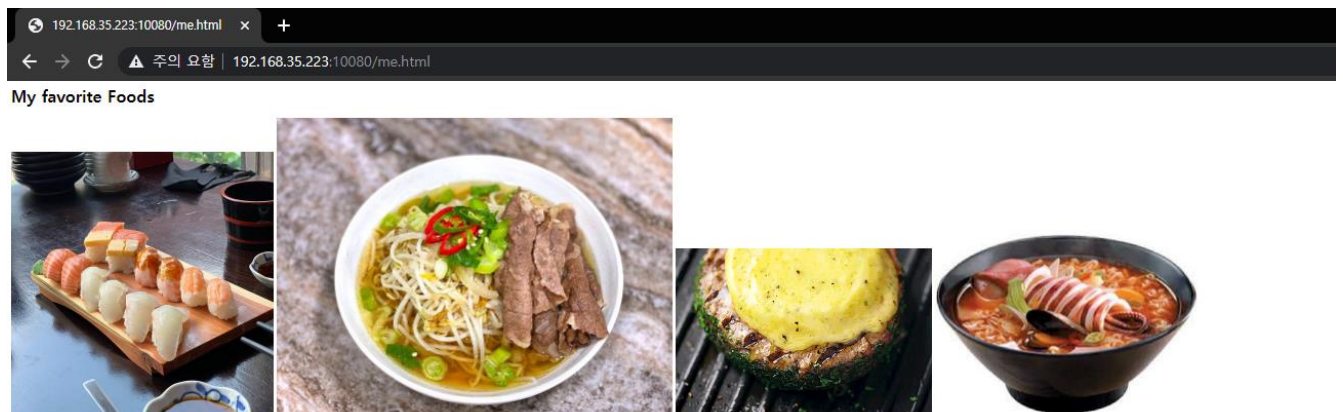 192.168.35.223:10080/me.html
주의 요함 192.168.35.223:10080/me.html
My favorite Foods